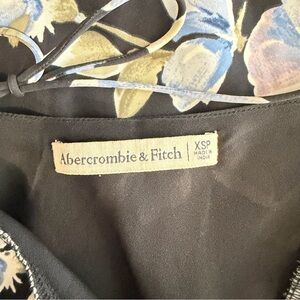 Abercrombie & Fitch
XSP
MADE IN
INDIA